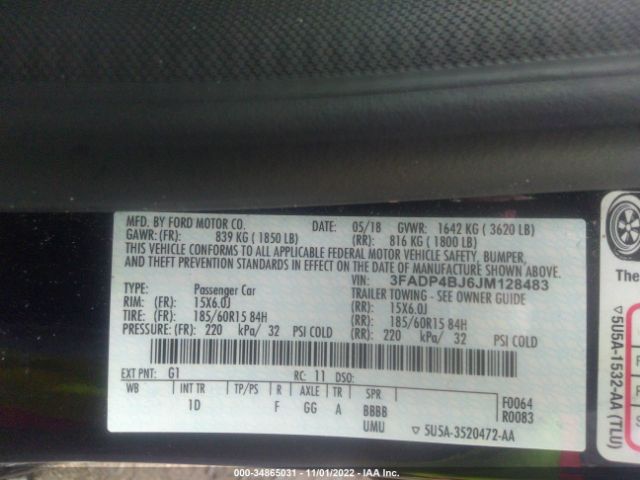 MFD. BY FORD MOTOR CO. DATE: 05/18 GVWR: 1642 KG ( 3620 LB)
GAWR: (FR): 839 KG ( 1850 LB) (RR): 816 KG ( 1800 LB)
THIS VEHICLE CONFORMS TO ALL APPLICABLE FEDERAL MOTOR VEHICLE SAFETY, BUMPER,
AND THEFT PREVENTION STANDARDS IN EFFECT ON THE DATE OF MANUFACTURE SHOWN ABOVE.
VIN: 3FADP4BJ6JM128483
TYPE: Passenger Car TRAILER TOWING - SEE OWNER GUIDE
RIM: (FR): 15X6.0J (RR): 15X6.0J
TIRE: (FR): 185/60R15 84H (RR): 185/60R15 84H
PRESSURE: (FR): 220 kPa/ 32 PSI COLD (RR): 220 kPa/ 32 PSI COLD
EXT PNT: G1 RC: 11 DSO:
WB INT TR TP/PS R AXLE TR SPR
1D F GG A BBBB
UMU
F0064
R0083
▽ 5U5A-3520472-AA
The
▽ 5U5A-1532-AA (TLU)
000-34865031 - 11/01/2022 - IAA Inc.